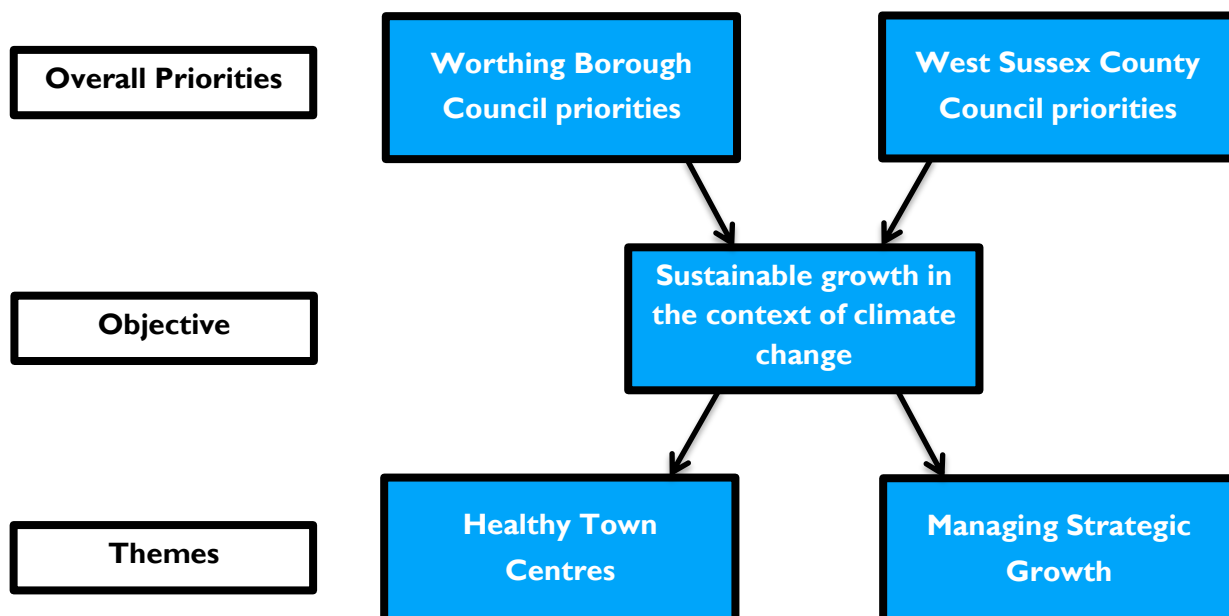 Overall Priorities
Worthing Borough
Council priorities
West Sussex County
Council priorities
Objective
Sustainable growth in
the context of climate
change
Themes
Healthy Town
Centres
Managing Strategic
Growth